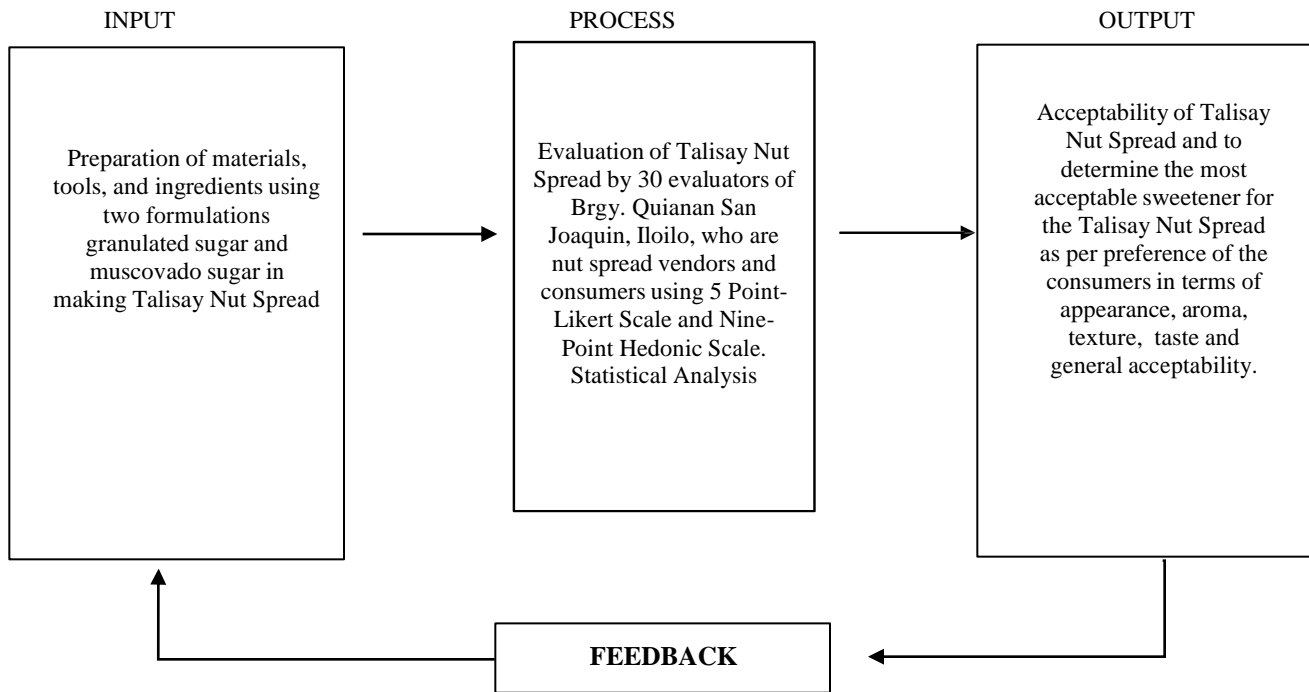 INPUT
PROCESS
OUTPUT
Preparation of materials,
tools, and ingredients using
two formulations
granulated sugar and
muscovado sugar in
making Talisay Nut Spread
Evaluation of Talisay Nut
Spread by 30 evaluators of
Brgy. Quianan San
Joaquin, Iloilo, who are
nut spread vendors and
consumers using 5 Point-
Likert Scale and Nine-
Point Hedonic Scale.
Statistical Analysis
Acceptability of Talisay
Nut Spread and to
determine the most
acceptable sweetener for
the Talisay Nut Spread
as per preference of the
consumers in terms of
appearance, aroma,
texture, taste and
general acceptability.
FEEDBACK